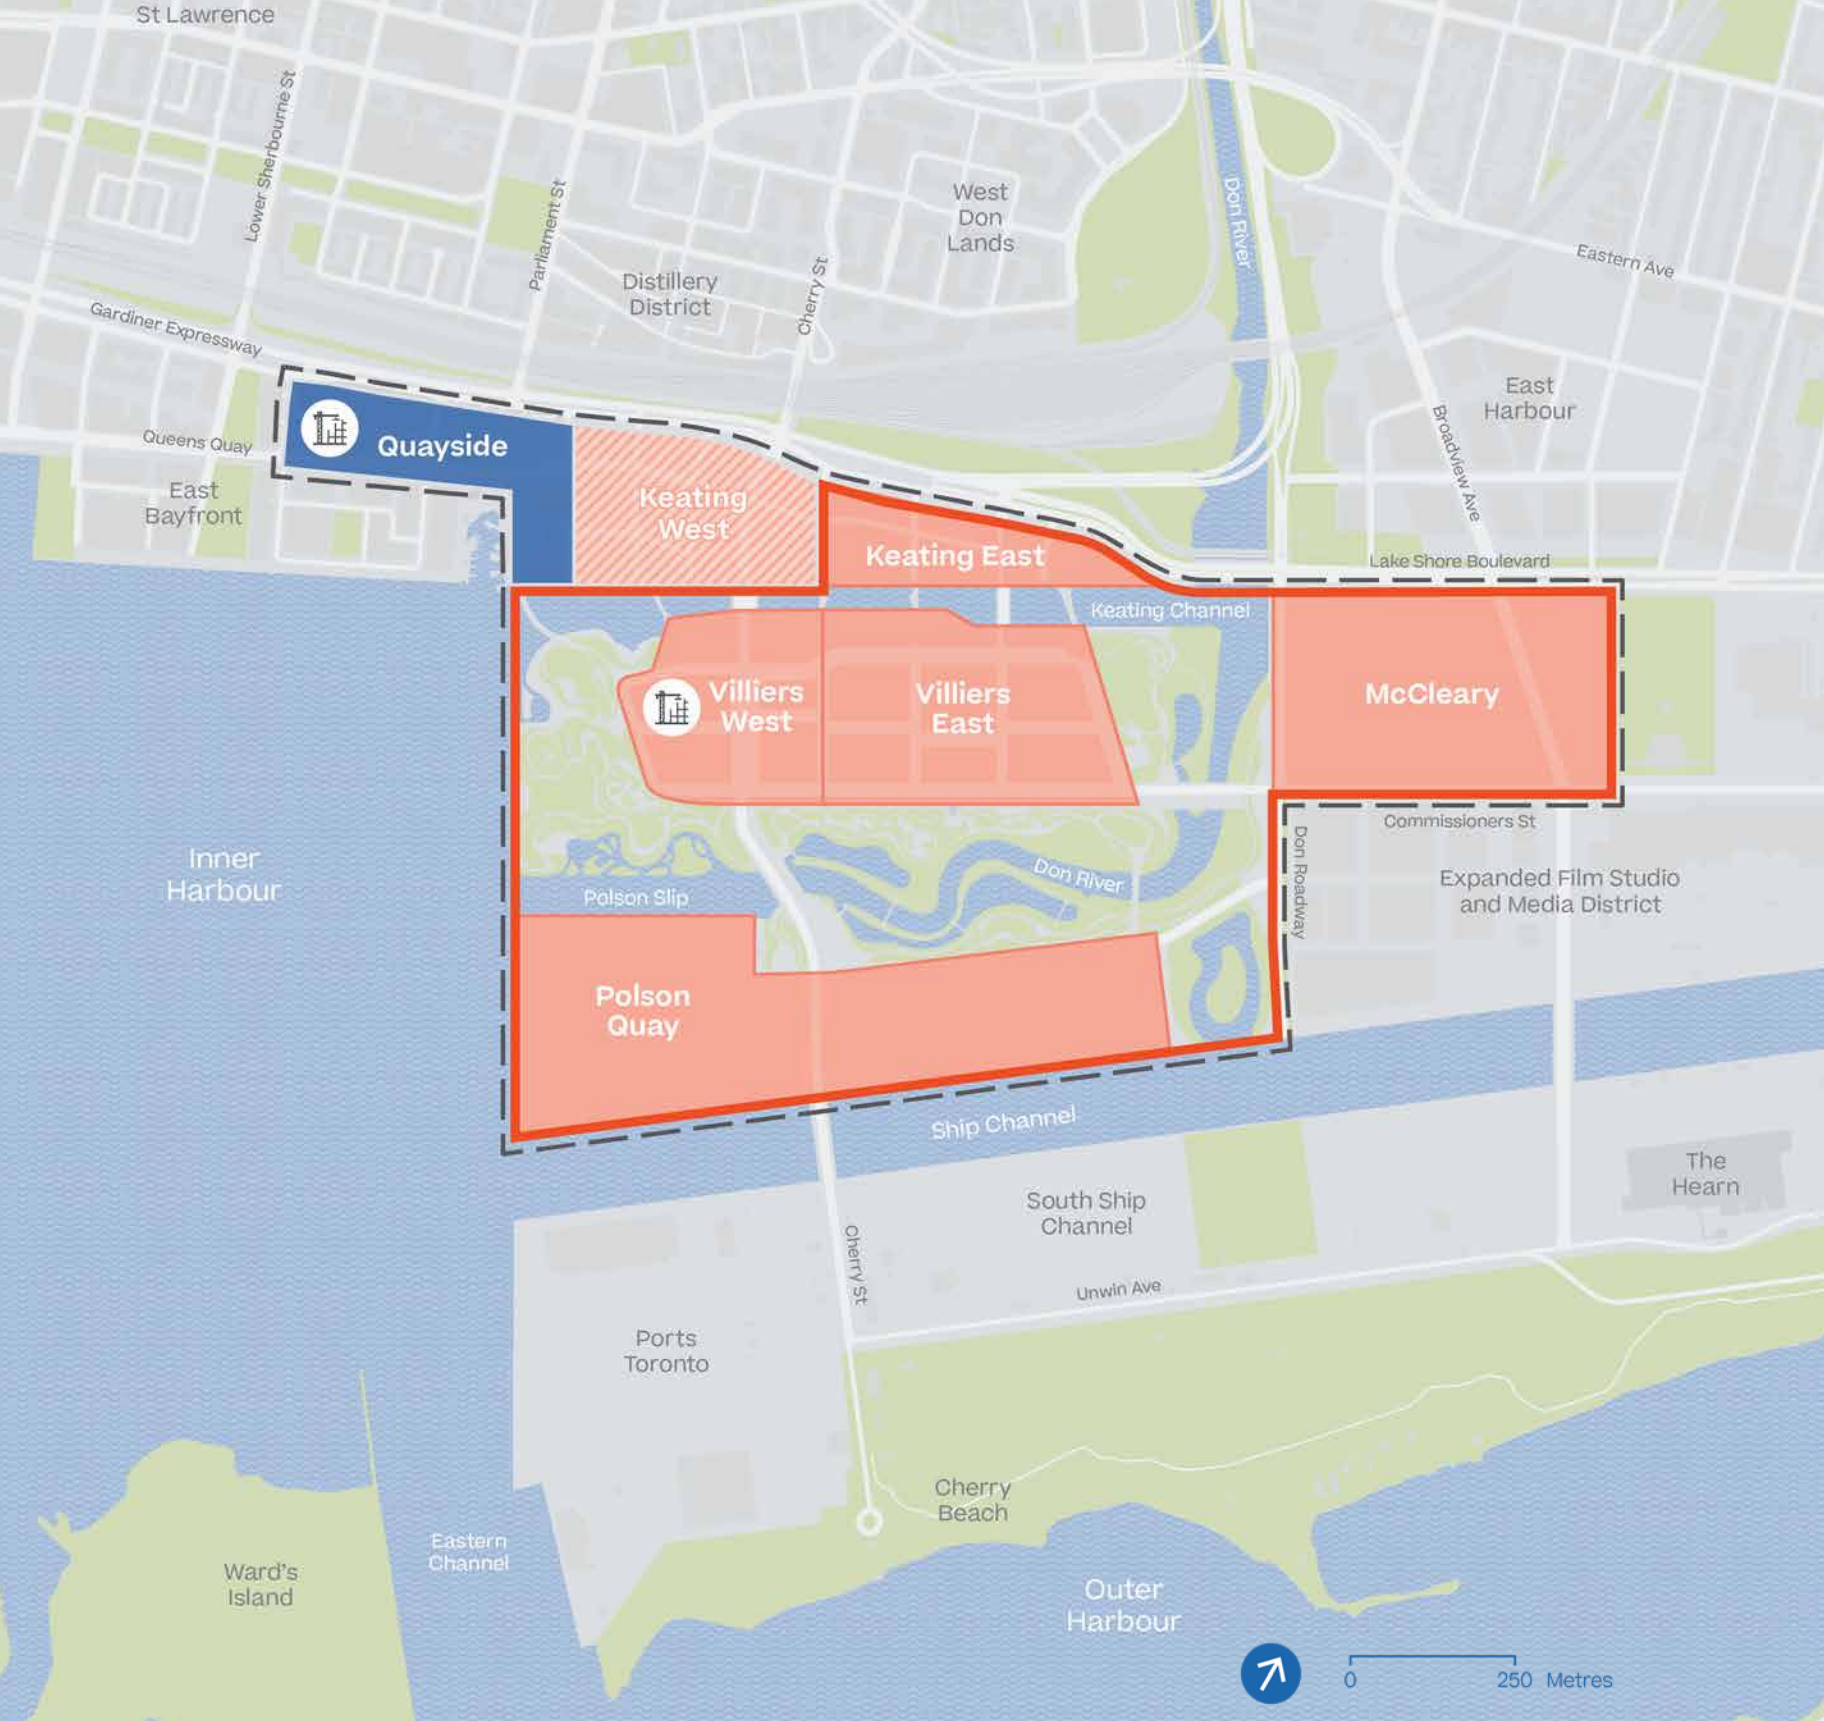 St Lawrence
Lower Sherbourne St
Parliament St
Cherry St
West
Don
Lands
Don River
Distillery
District
Eastern Ave
Gardiner Expressway
East
Harbour
Broadview Ave
Queens Quay
Quayside
East
Bayfront
Keating
West
Keating East
Lake Shore Boulevard
Keating Channel
Villiers
West
Villiers
East
McCleary
Commissioners St
Don Roadway
Inner
Harbour
Expanded Film Studio
and Media District
Don River
Polson Slip
Polson
Quay
Ship Channel
The
Hearn
South Ship
Channel
Cherry St
Unwin Ave
Ports
Toronto
Cherry
Beach
Eastern
Channel
Ward's
Island
Outer
Harbour
0 250 Metres